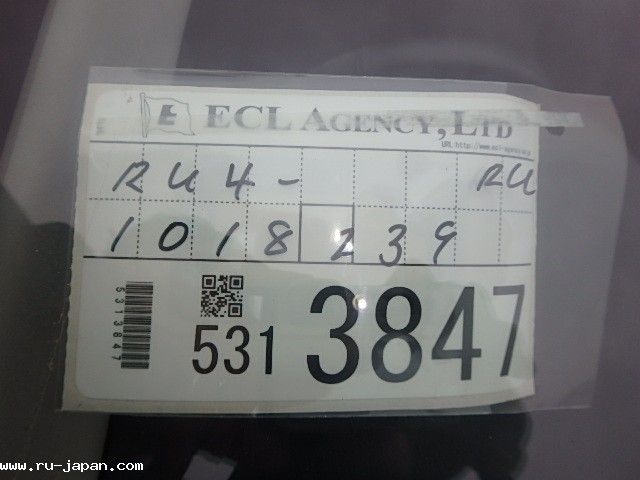 E ECL AGENCY, LTD
RU4- RU
1018239
531 3847
5313847
www.ru-japan.com